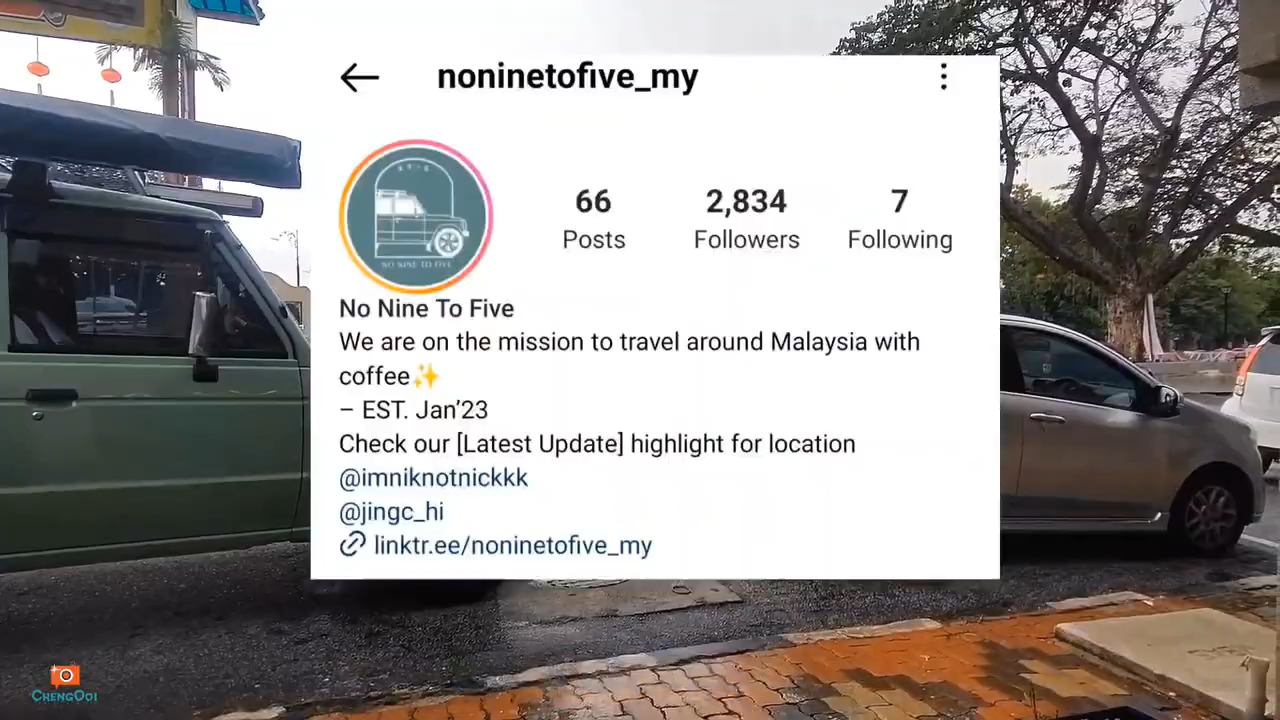 noninetofive_my
66
2,834
7
Posts
Followers
Following
NO NINE TO FIVE
No Nine To Five
We are on the mission to travel around Malaysia with
coffee✨
– EST. Jan’23
Check our [Latest Update] highlight for location
@imniknotnickkk
@jingc_hi
linktr.ee/noninetofive_my
CHENGOOI